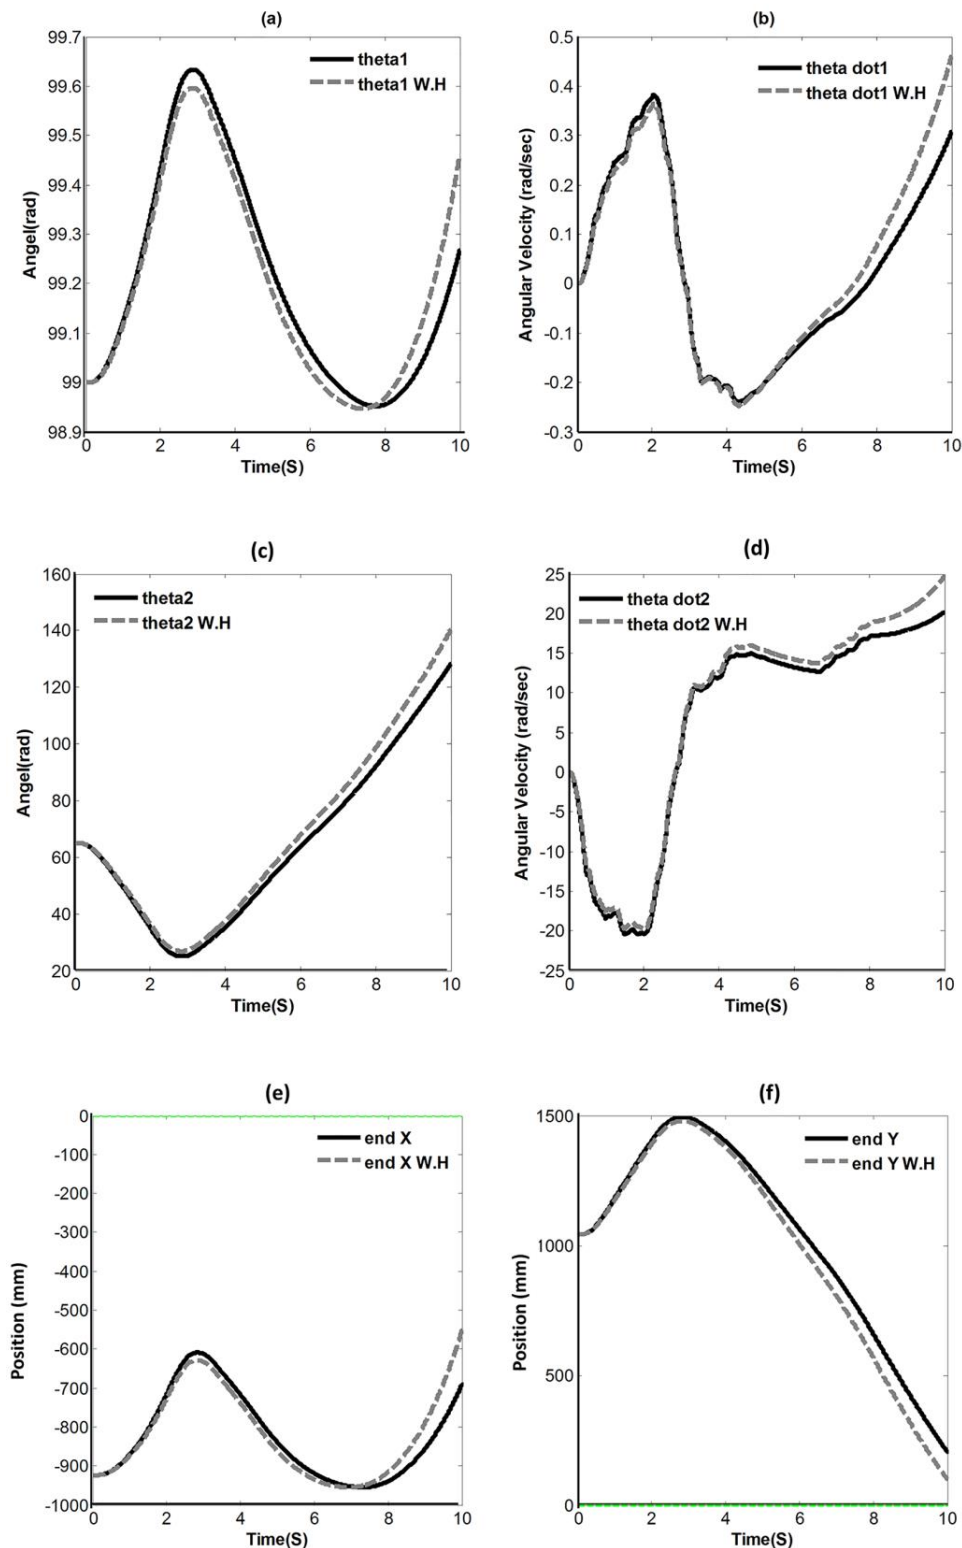 (a)
99.7
99.6
99.5
99.4
99.3
99.2
99.1
99
98.9
Angel(rad)
theta1
theta1 W.H
0 2 4 6 8 10
Time(S)
(b)
0.5
0.4
0.3
0.2
0.1
0
-0.1
-0.2
-0.3
Angular Velocity (rad/sec)
theta dot1
theta dot1 W.H
0 2 4 6 8 10
Time(S)
(c)
160
140
120
100
80
60
40
20
Angel(rad)
theta2
theta2 W.H
0 2 4 6 8 10
Time(S)
(d)
25
20
15
10
5
0
-5
-10
-15
-20
-25
Angular Velocity (rad/sec)
theta dot2
theta dot2 W.H
0 2 4 6 8 10
Time(S)
(e)
0
-100
-200
-300
-400
-500
-600
-700
-800
-900
-1000
Position (mm)
end X
end X W.H
0 2 4 6 8 10
Time(S)
(f)
1500
1000
500
0
Position (mm)
end Y
end Y W.H
0 2 4 6 8 10
Time(S)